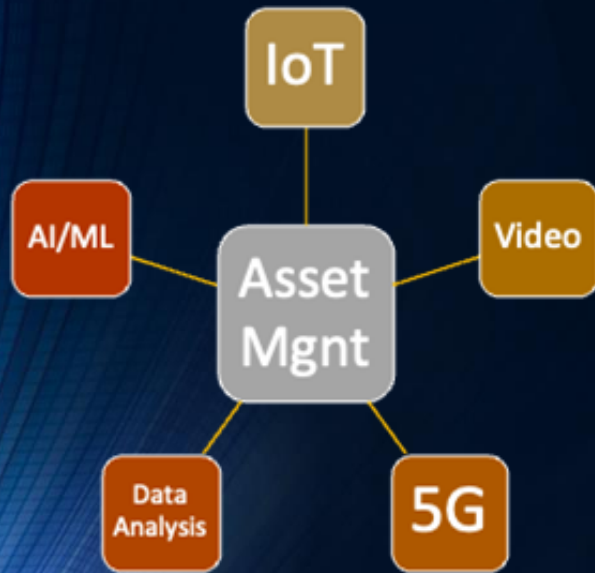 IoT
AI/ML
Video
Asset
Mgnt
Data
Analysis
5G